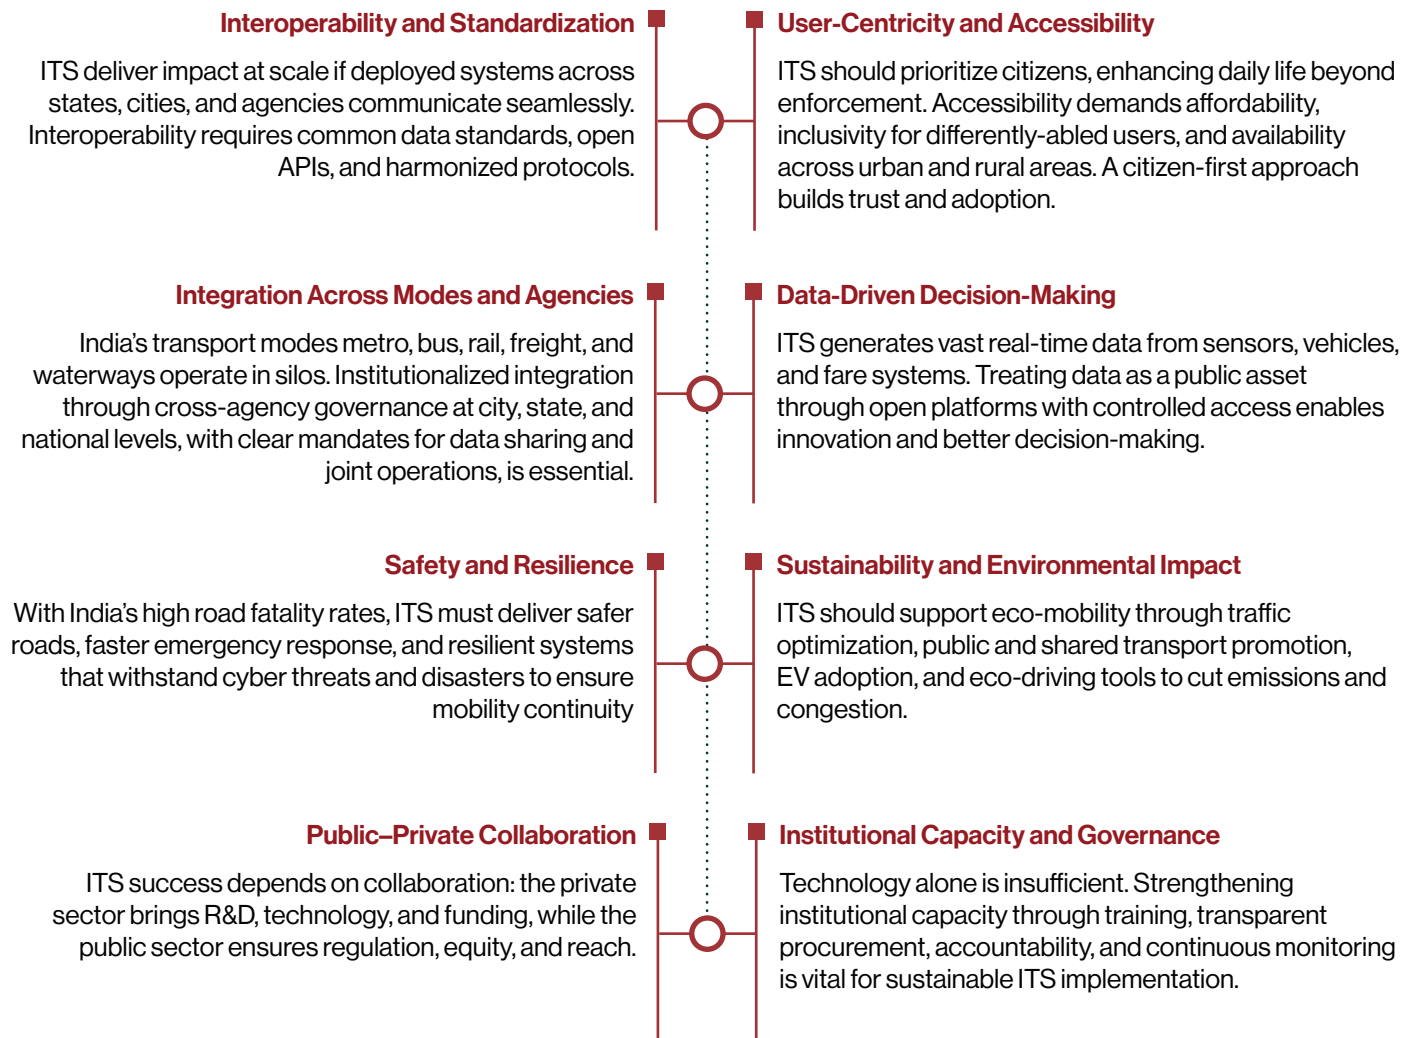 Interoperability and Standardization
ITS deliver impact at scale if deployed systems across
states, cities, and agencies communicate seamlessly.
Interoperability requires common data standards, open
APIs, and harmonized protocols.
User-Centricity and Accessibility
ITS should prioritize citizens, enhancing daily life beyond
enforcement. Accessibility demands affordability,
inclusivity for differently-abled users, and availability
across urban and rural areas. A citizen-first approach
builds trust and adoption.
Integration Across Modes and Agencies
India’s transport modes metro, bus, rail, freight, and
waterways operate in silos. Institutionalized integration
through cross-agency governance at city, state, and
national levels, with clear mandates for data sharing and
joint operations, is essential.
Data-Driven Decision-Making
ITS generates vast real-time data from sensors, vehicles,
and fare systems. Treating data as a public asset
through open platforms with controlled access enables
innovation and better decision-making.
Safety and Resilience
With India’s high road fatality rates, ITS must deliver safer
roads, faster emergency response, and resilient systems
that withstand cyber threats and disasters to ensure
mobility continuity
Sustainability and Environmental Impact
ITS should support eco-mobility through traffic
optimization, public and shared transport promotion,
EV adoption, and eco-driving tools to cut emissions and
congestion.
Public–Private Collaboration
ITS success depends on collaboration: the private
sector brings R&D, technology, and funding, while the
public sector ensures regulation, equity, and reach.
Institutional Capacity and Governance
Technology alone is insufficient. Strengthening
institutional capacity through training, transparent
procurement, accountability, and continuous monitoring
is vital for sustainable ITS implementation.